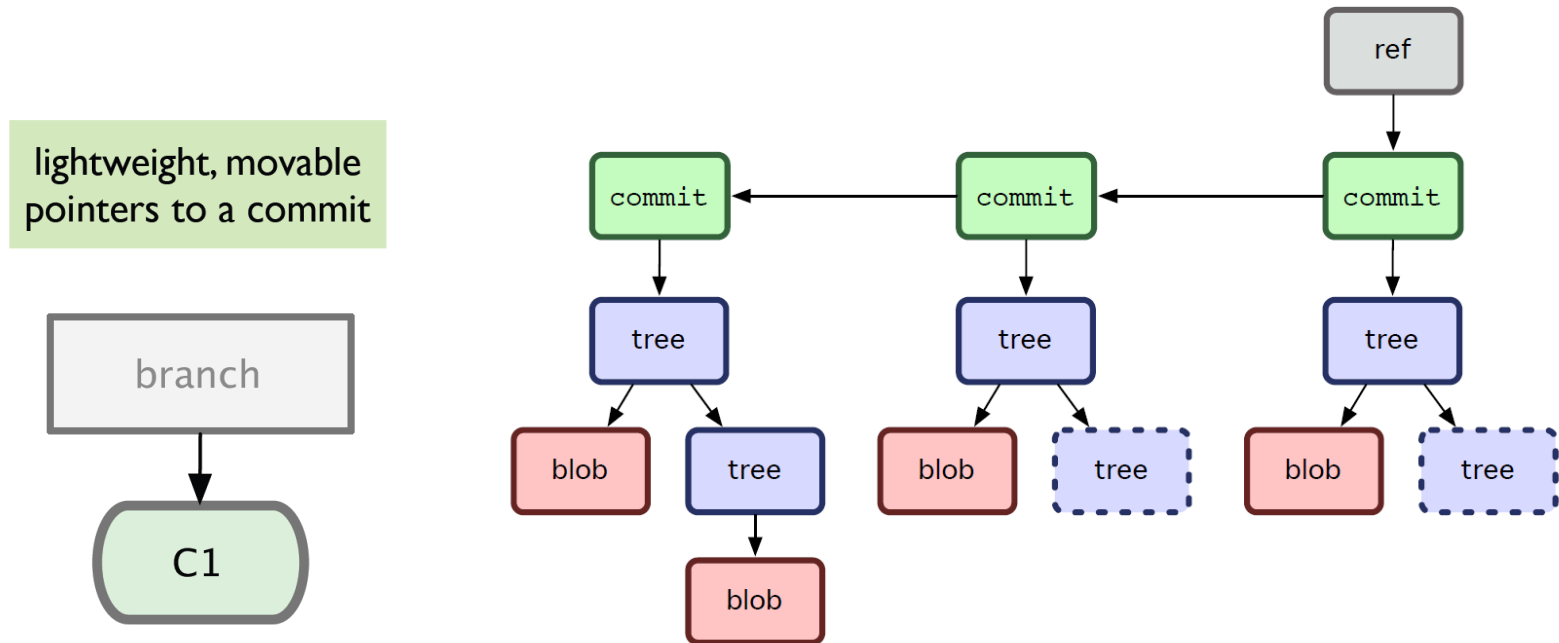 lightweight, movable
pointers to a commit
branch
C1
ref
commit
commit
commit
tree
tree
tree
blob
tree
blob
tree
blob
tree
blob